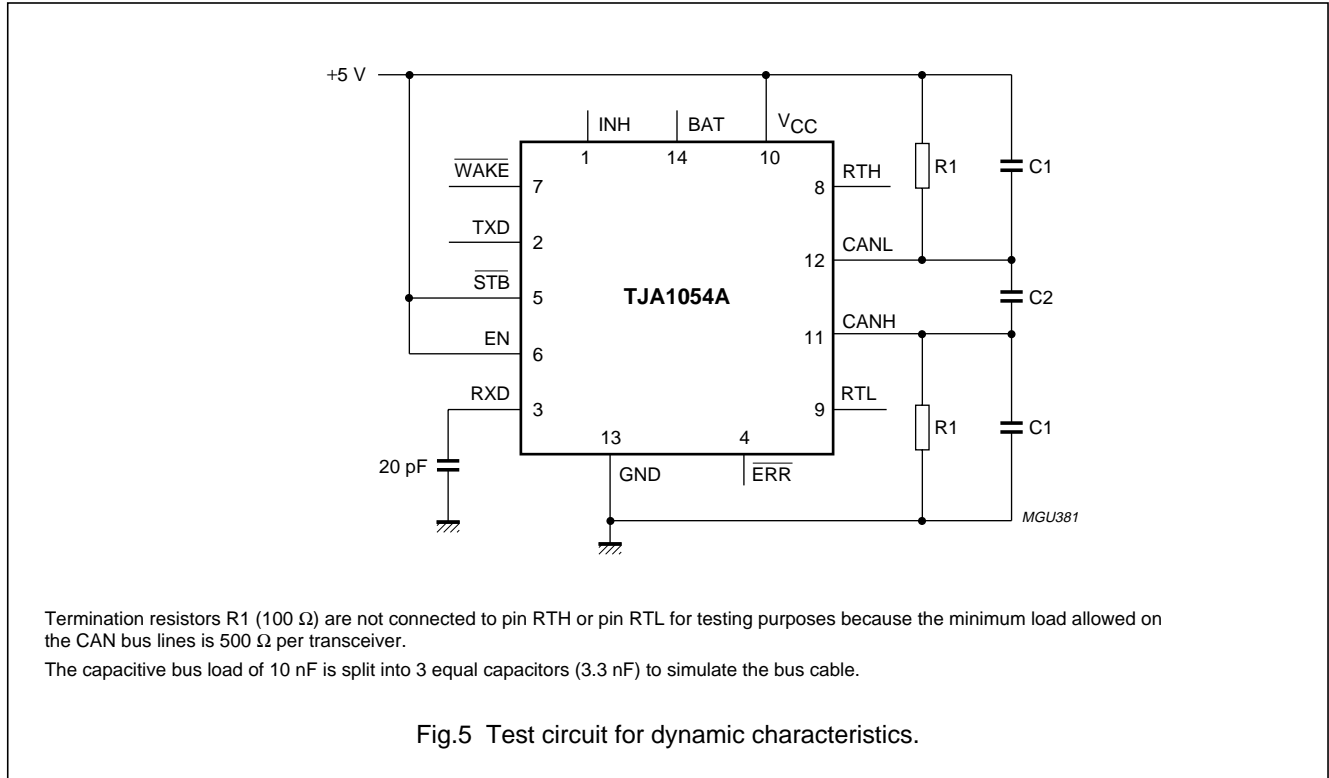 +5 V
INH
BAT
VCC
1
14
10
WAKE
7
8
RTH
R1
C1
TXD
2
12
CANL
STB
5
TJA1054A
C2
EN
6
11
CANH
RXD
3
9
RTL
R1
C1
20 pF
13
4
GND
ERR
MGU381
Termination resistors R1 (100 Ω) are not connected to pin RTH or pin RTL for testing purposes because the minimum load allowed on
the CAN bus lines is 500 Ω per transceiver.
The capacitive bus load of 10 nF is split into 3 equal capacitors (3.3 nF) to simulate the bus cable.
Fig.5 Test circuit for dynamic characteristics.